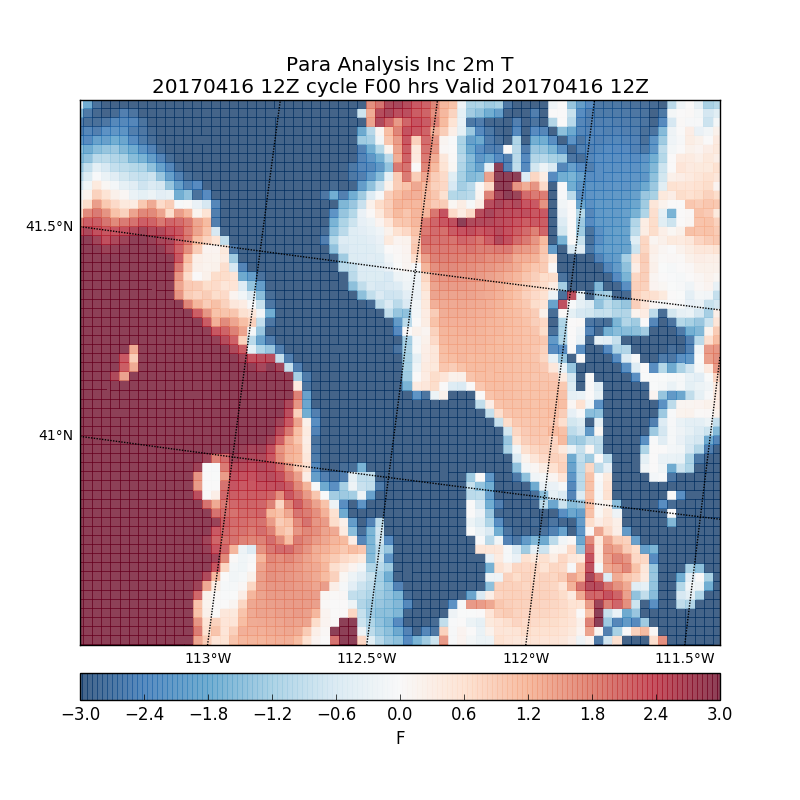 Para Analysis Inc 2m T
20170416 12Z cycle F00 hrs Valid 20170416 12Z
41.5°N
41°N
113°W 112.5°W 112°W 111.5°W
−3.0 −2.4 −1.8 −1.2 −0.6 0.0 0.6 1.2 1.8 2.4 3.0
F